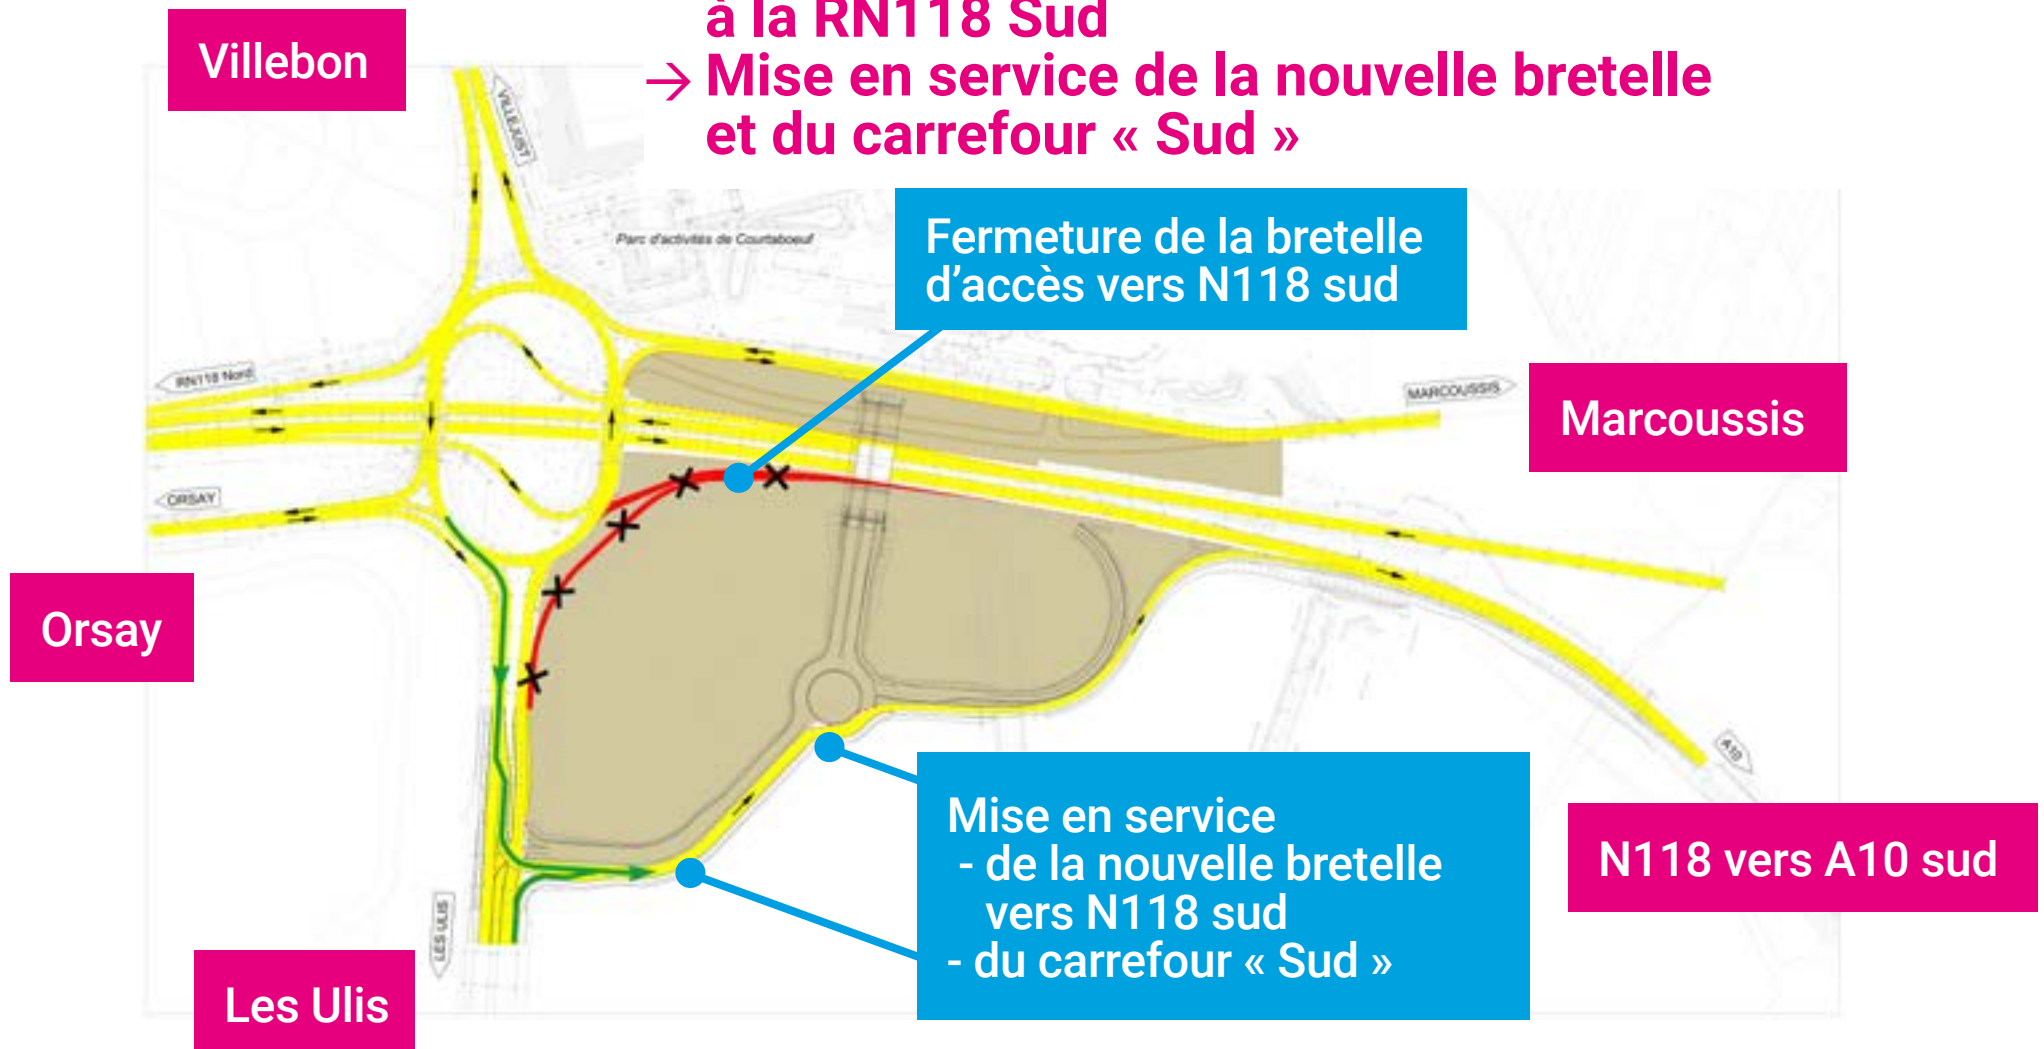 à la RN118 Sud
→ Mise en service de la nouvelle bretelle
et du carrefour « Sud »
Villebon
VILLEJUST
Parc d'activités de Courtaboeuf
Fermeture de la bretelle
d'accès vers N118 sud
RN118 Nord
MARCOUSSIS
Marcoussis
ORSAY
Orsay
A10
Mise en service
- de la nouvelle bretelle
vers N118 sud
- du carrefour « Sud »
N118 vers A10 sud
LES ULIS
Les Ulis